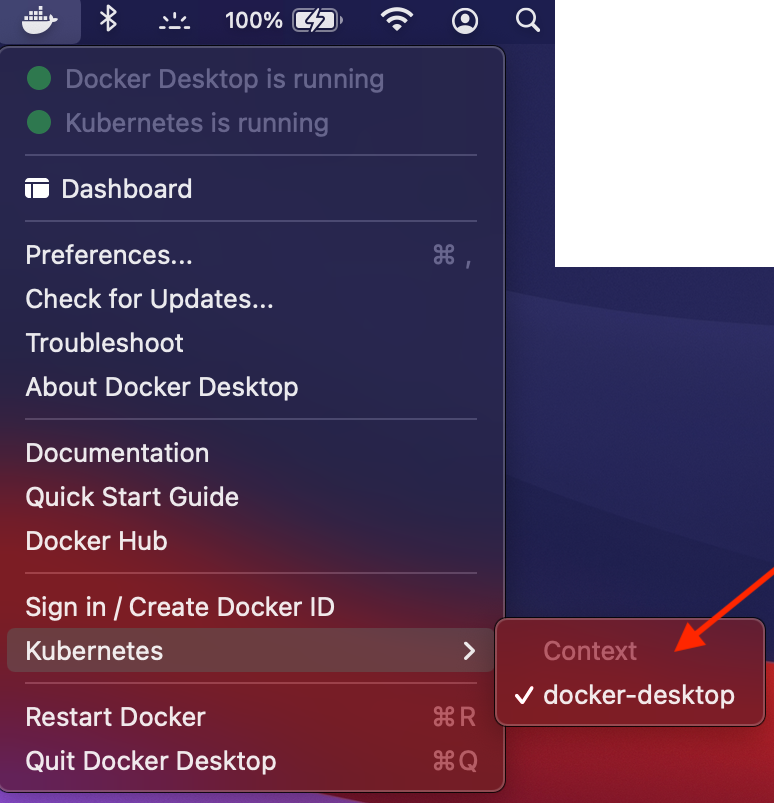 100%
Docker Desktop is running
Kubernetes is running
Dashboard
Preferences... ⌘ ,
Check for Updates...
Troubleshoot
About Docker Desktop
Documentation
Quick Start Guide
Docker Hub
Sign in / Create Docker ID
Kubernetes
Context
docker-desktop
Restart Docker ⌘R
Quit Docker Desktop ⌘Q